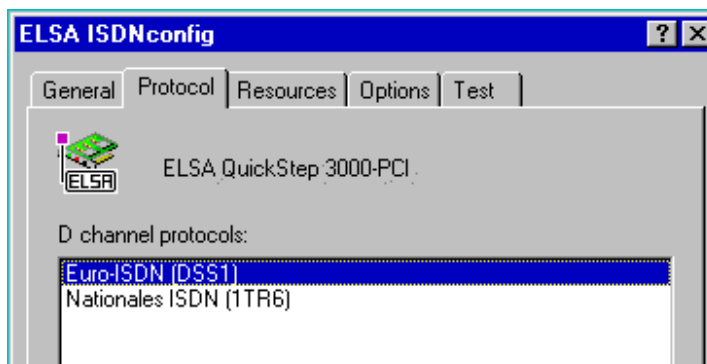 ELSA ISDNconfig
General Protocol Resources Options Test
ELSA
ELSA QuickStep 3000-PCI
D channel protocols:
Euro-ISDN (DSS1)
Nationales ISDN (1TR6)